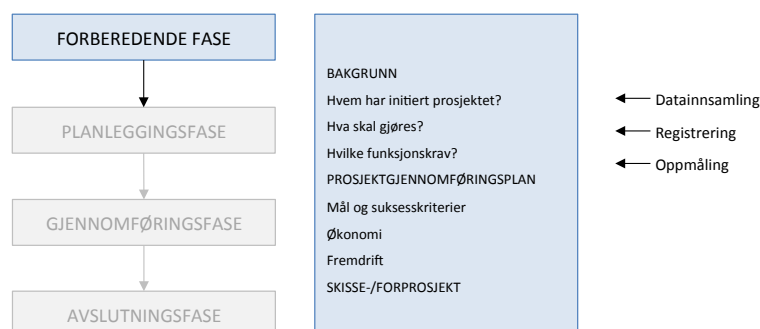 FORBEREDENDE FASE
PLANLEGGINGSFASE
GJENNOMFØRINGSFASE
AVSLUTNINGSFASE
BAKGRUNN
Hvem har initiert prosjektet?
Hva skal gjøres?
Hvilke funksjonskrav?
PROSJEKTGJENNOMFØRINGSPLAN
Mål og suksesskriterier
Økonomi
Fremdrift
SKISSE-/FORPROSJEKT
Datainnsamling
Registrering
Oppmåling